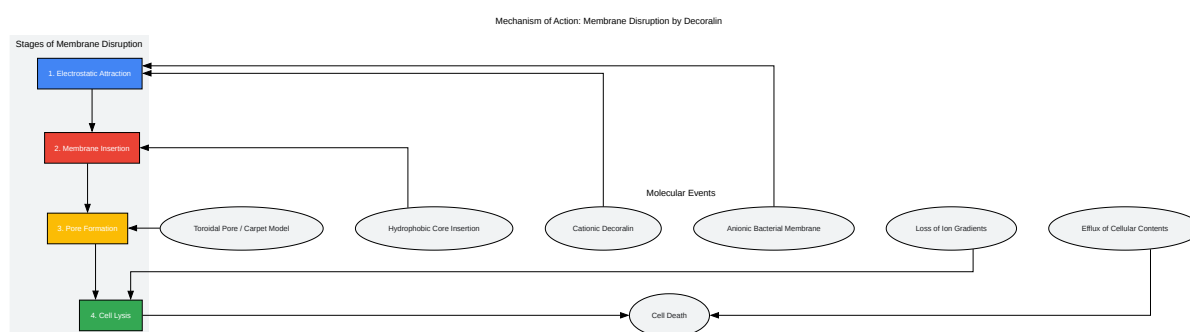 Mechanism of Action: Membrane Disruption by Decoralin
Stages of Membrane Disruption
1. Electrostatic Attraction
2. Membrane Insertion
Molecular Events
3. Pore Formation
Toroidal Pore / Carpet Model
Hydrophobic Core Insertion
Cationic Decoralin
Anionic Bacterial Membrane
Loss of Ion Gradients
Efflux of Cellular Contents
4. Cell Lysis
Cell Death